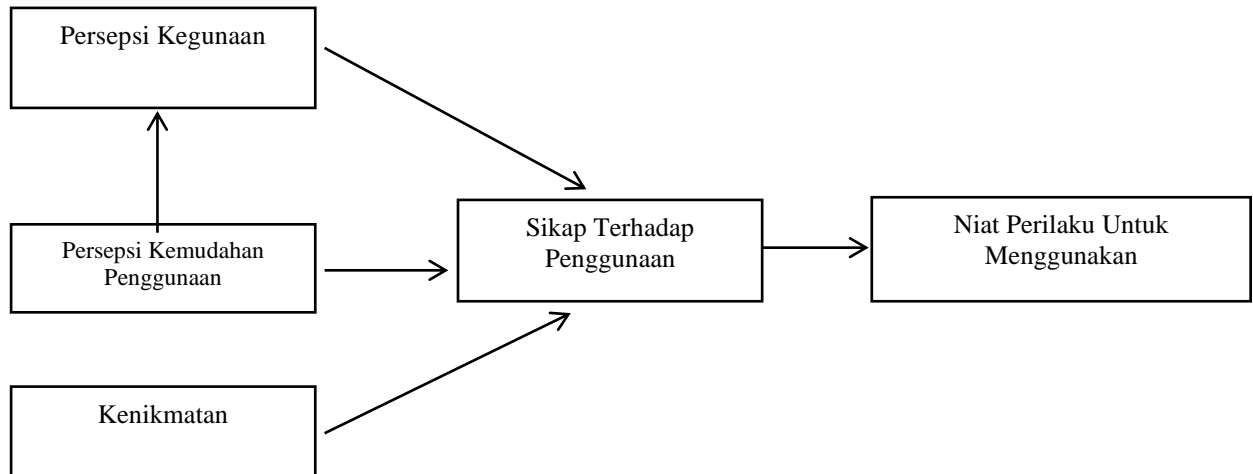 Persepsi Kegunaan
Persepsi Kemudahan
Penggunaan
Kenikmatan
Sikap Terhadap
Penggunaan
Niat Perilaku Untuk
Menggunakan